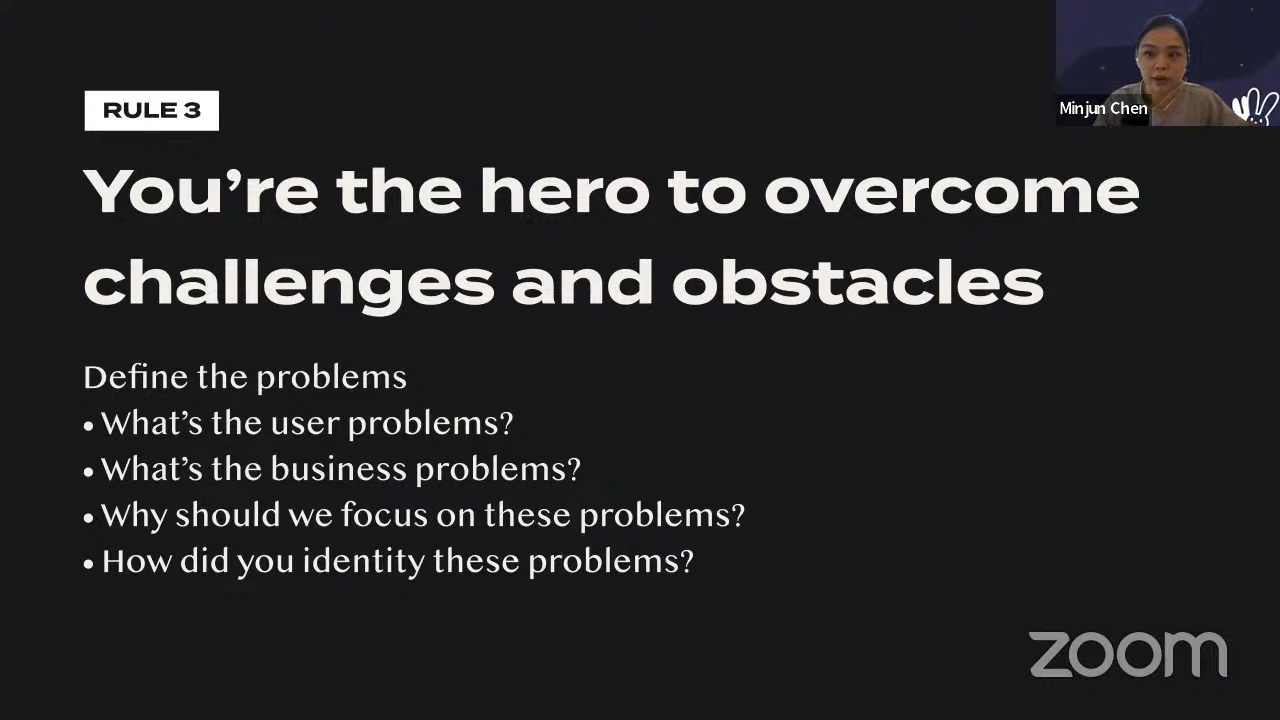 RULE 3
Minjun Chen
You’re the hero to overcome
challenges and obstacles
Define the problems
• What’s the user problems?
• What’s the business problems?
• Why should we focus on these problems?
• How did you identity these problems?
zoom